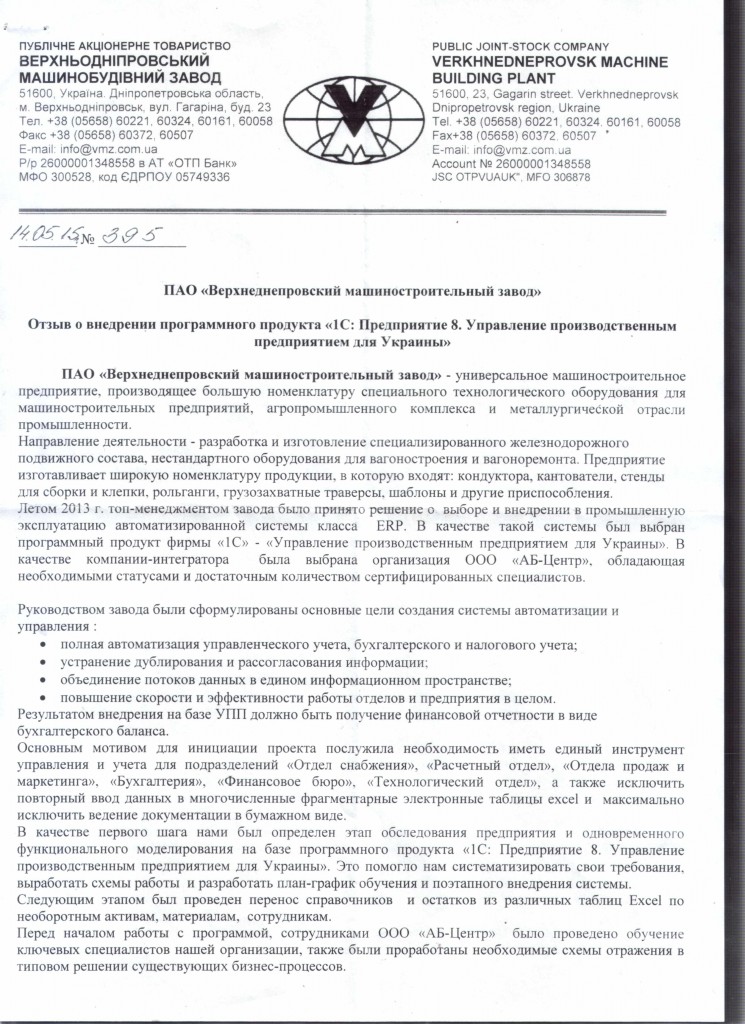 ПУБЛІЧНЕ АКЦІОНЕРНЕ ТОВАРИСТВО
ВЕРХНЬОДНІПРОВСЬКИЙ
МАШИНОБУДІВНИЙ ЗАВОД
51600, Україна. Дніпропетровська область,
м. Верхньодніпровськ, вул. Гагаріна, буд. 23
Тел. +38 (05658) 60221, 60324, 60161, 60058
Факс +38 (05658) 60372, 60507
E-mail: info@vmz.com.ua
Р/р 26000001348558 в АТ «ОТП Банк»
МФО 300528, код ЄДРПОУ 05749336
PUBLIC JOINT-STOCK COMPANY
VERKHNEDNEPROVSK MACHINE
BUILDING PLANT
51600, 23, Gagarin street. Verkhnedneprovsk
Dnipropetrovsk region, Ukraine
Tel. +38 (05658) 60221, 60324, 60161, 60058
Fax+38 (05658) 60372, 60507
E-mail: info@vmz.com.ua
Account № 26000001348558
JSC OTPVUAUK", MFO 306878
14.05.15 № 395
ПАО «Верхнеднепровский машиностроительный завод»
Отзыв о внедрении программного продукта «1С: Предприятие 8. Управление производственным
предприятием для Украины»
ПАО «Верхнеднепровский машиностроительный завод» - универсальное машиностроительное
предприятие, производящее большую номенклатуру специального технологического оборудования для
машиностроительных предприятий, агропромышленного комплекса и металлургической отрасли
промышленности.
Направление деятельности - разработка и изготовление специализированного железнодорожного
подвижного состава, нестандартного оборудования для вагоностроения и вагоноремонта. Предприятие
изготавливает широкую номенклатуру продукции, в которую входят: кондуктора, кантователи, стенды
для сборки и клепки, рольганги, грузозахватные траверсы, шаблоны и другие приспособления.
Летом 2013 г. топ-менеджментом завода было принято решение о выборе и внедрении в промышленную
эксплуатацию автоматизированной системы класса ERP. В качестве такой системы был выбран
программный продукт фирмы «1С» - «Управление производственным предприятием для Украины». В
качестве компании-интегратора была выбрана организация ООО «АБ-Центр», обладающая
необходимыми статусами и достаточным количеством сертифицированных специалистов.
Руководством завода были сформулированы основные цели создания системы автоматизации и
управления :
• полная автоматизация управленческого учета, бухгалтерского и налогового учета;
• устранение дублирования и рассогласования информации;
• объединение потоков данных в едином информационном пространстве;
• повышение скорости и эффективности работы отделов и предприятия в целом.
Результатом внедрения на базе УПП должно быть получение финансовой отчетности в виде
бухгалтерского баланса.
Основным мотивом для инициации проекта послужила необходимость иметь единый инструмент
управления и учета для подразделений «Отдел снабжения», «Расчетный отдел», «Отдела продаж и
маркетинга», «Бухгалтерия», «Финансовое бюро», «Технологический отдел», а также исключить
повторный ввод данных в многочисленные фрагментарные электронные таблицы excel и максимально
исключить ведение документации в бумажном виде.
В качестве первого шага нами был определен этап обследования предприятия и одновременного
функционального моделирования на базе программного продукта «1С: Предприятие 8. Управление
производственным предприятием для Украины». Это помогло нам систематизировать свои требования,
выработать схемы работы и разработать план-график обучения и поэтапного внедрения системы.
Следующим этапом был проведен перенос справочников и остатков из различных таблиц Excel по
необоротным активам, материалам, сотрудникам.
Перед началом работы с программой, сотрудниками ООО «АБ-Центр» было проведено обучение
ключевых специалистов нашей организации, также были проработаны необходимые схемы отражения в
типовом решении существующих бизнес-процессов.